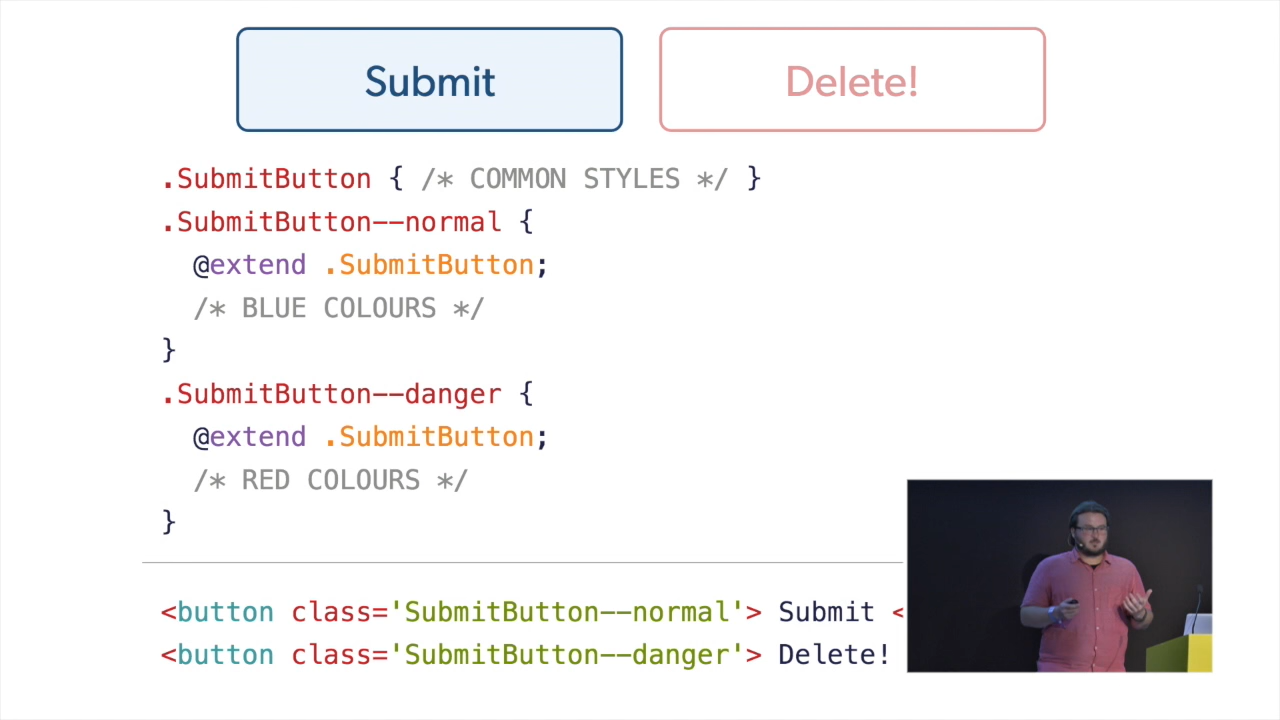 Submit
Delete!
.SubmitButton { /* COMMON STYLES */ }
.SubmitButton--normal {
@extend .SubmitButton;
/* BLUE COLOURS */
}
.SubmitButton--danger {
@extend .SubmitButton;
/* RED COLOURS */
}
<button class='SubmitButton--normal'> Submit <
<button class='SubmitButton--danger'> Delete!